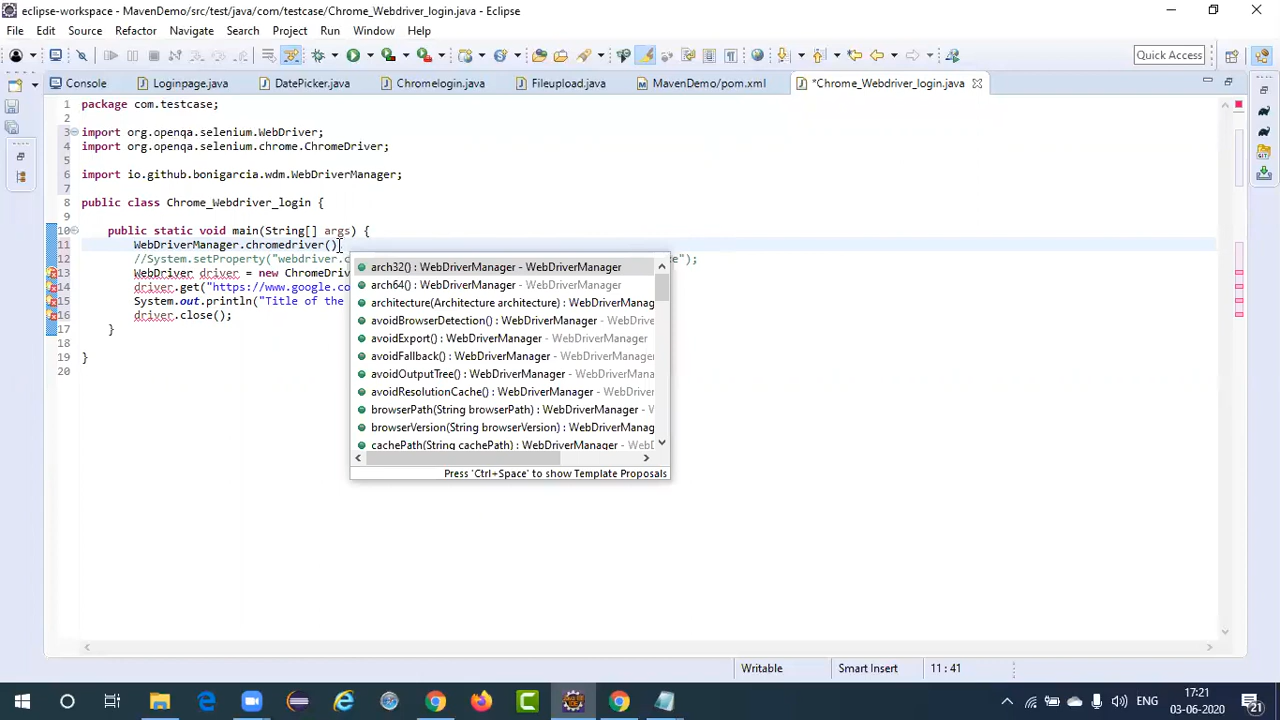 eclipse-workspace - MavenDemo/src/test/java/com/testcase/Chrome_Webdriver_login.java - Eclipse
File Edit Source Refactor Navigate Search Project Run Window Help
Quick Access
Console Loginpage.java DatePicker.java Chromelogin.java Fileupload.java MavenDemo/pom.xml *Chrome_Webdriver_login.java
1 package com.testcase;
2
3 import org.openqa.selenium.WebDriver;
4 import org.openqa.selenium.chrome.ChromeDriver;
5
6 import io.github.bonigarcia.wdm.WebDriverManager;
7
8 public class Chrome_Webdriver_login {
9
10 public static void main(String[] args) {
11 WebDriverManager.chromedriver()
12 //System.setProperty("webdriver.c e");
13 WebDriver driver = new ChromeDriv
14 driver.get("https://www.google.co
15 System.out.println("Title of the
16 driver.close();
17 }
18
19 }
20
arch32() : WebDriverManager - WebDriverManager
arch64() : WebDriverManager - WebDriverManager
architecture(Architecture architecture) : WebDriverManag
avoidBrowserDetection() : WebDriverManager - WebDrive
avoidExport() : WebDriverManager - WebDriverManager
avoidFallback() : WebDriverManager - WebDriverManager
avoidOutputTree() : WebDriverManager - WebDriverMana
avoidResolutionCache() : WebDriverManager - WebDriver
browserPath(String browserPath) : WebDriverManager - W
browserVersion(String browserVersion) : WebDriverManag
cachePath(String cachePath) : WebDriverManager - WebD
Press 'Ctrl+Space' to show Template Proposals
Writable Smart Insert 11 : 41
ENG
17:21
03-06-2020
21